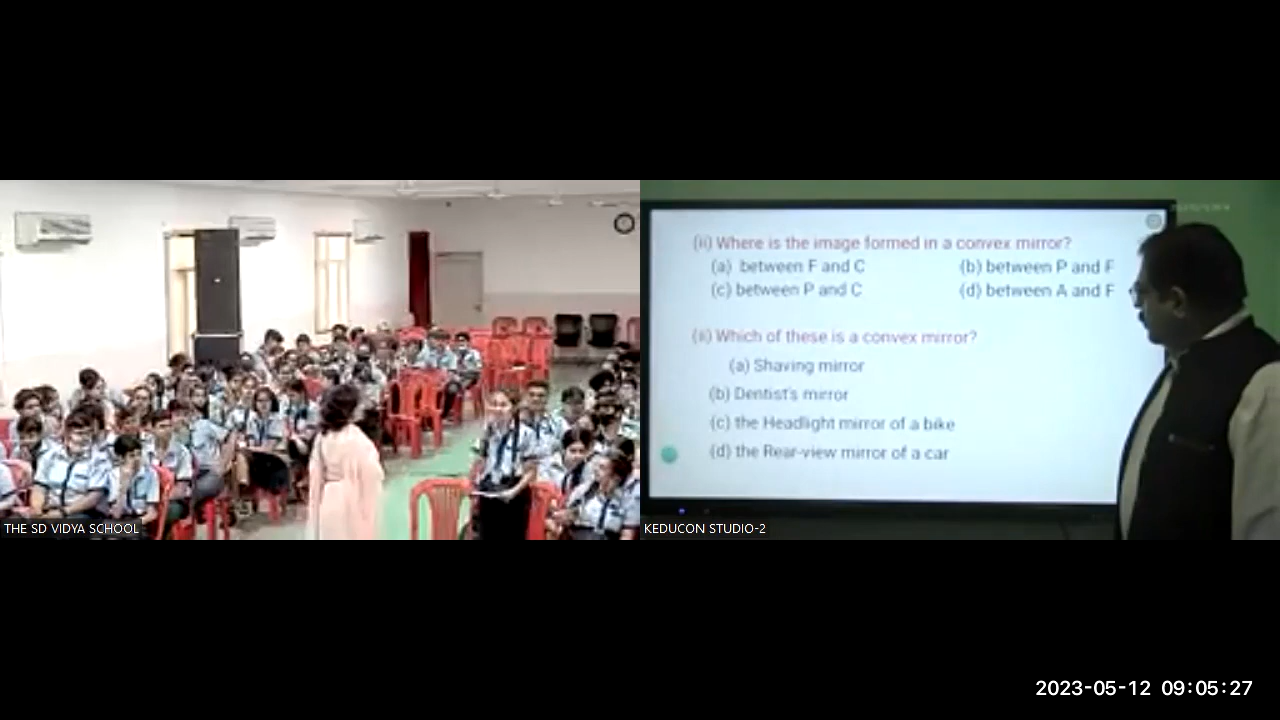 (ii) Where is the image formed in a convex mirror?
(a) between F and C (b) between P and F
(c) between P and C (d) between A and F
(ii) Which of these is a convex mirror?
(a) Shaving mirror
(b) Dentist's mirror
(c) the Headlight mirror of a bike
(d) the Rear-view mirror of a car
THE SD VIDYA SCHOOL
KEDUCON STUDIO-2
2023-05-12 09:05:27